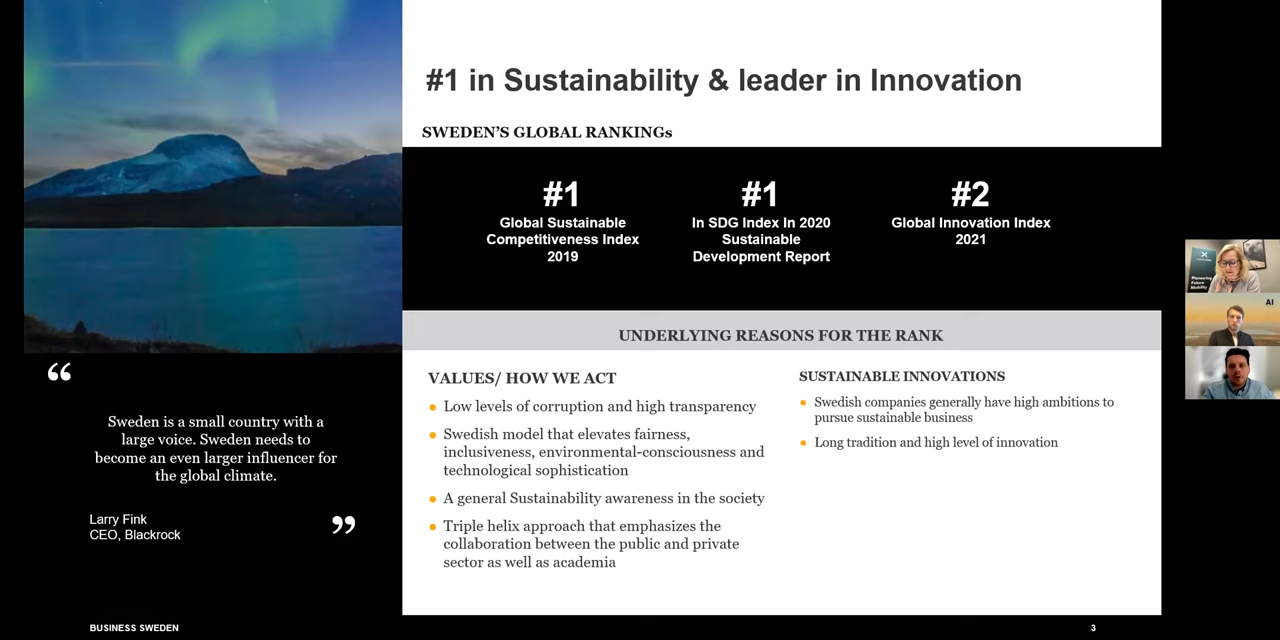 #1 in Sustainability & leader in Innovation
SWEDEN'S GLOBAL RANKINGs
#1
Global Sustainable
Competitiveness Index
2019
#1
In SDG Index In 2020
Sustainable
Development Report
#2
Global Innovation Index
2021
UNDERLYING REASONS FOR THE RANK
VALUES/ HOW WE ACT
● Low levels of corruption and high transparency
● Swedish model that elevates fairness,
inclusiveness, environmental-consciousness and
technological sophistication
● A general Sustainability awareness in the society
● Triple helix approach that emphasizes the
collaboration between the public and private
sector as well as academia
SUSTAINABLE INNOVATIONS
● Swedish companies generally have high ambitions to
pursue sustainable business
● Long tradition and high level of innovation
“
Sweden is a small country with a
large voice. Sweden needs to
become an even larger influencer for
the global climate.
Larry Fink
CEO, Blackrock
”
BUSINESS SWEDEN
3
Pioneering
Future
Mobility
AI